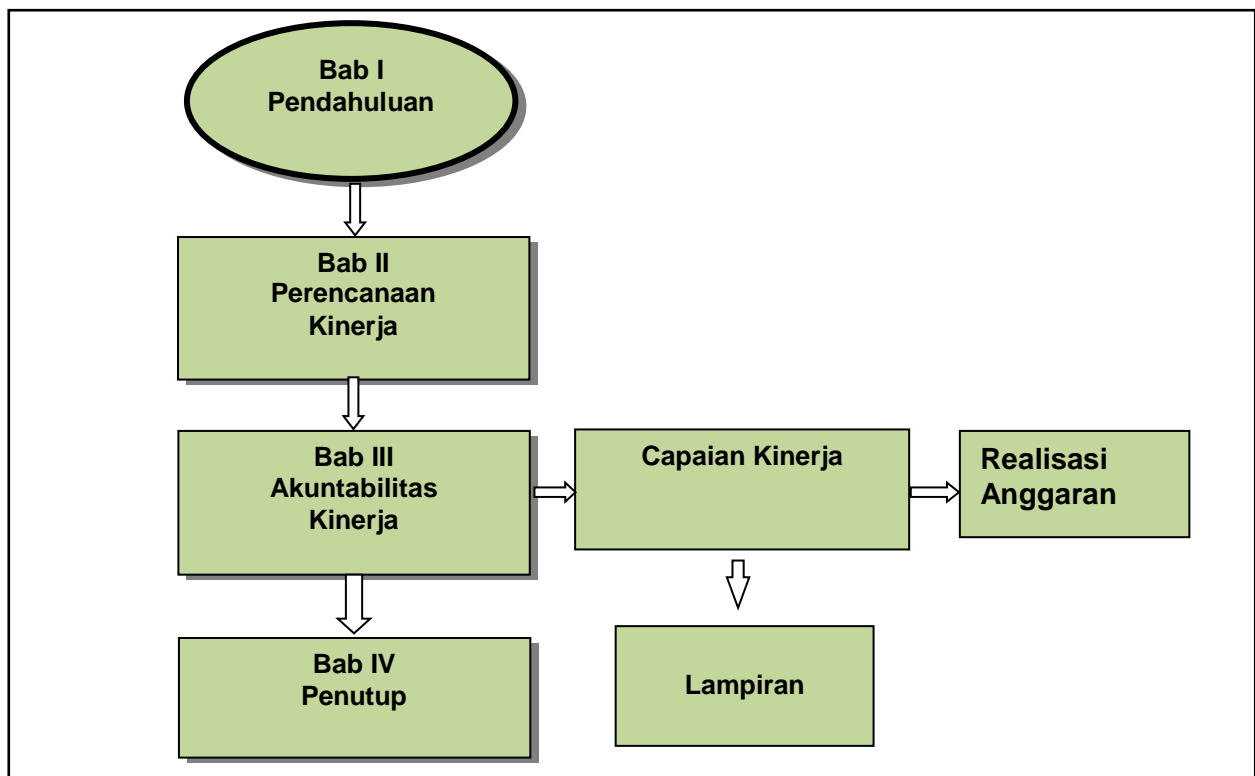 Bab I
Pendahuluan
Bab II
Perencanaan
Kinerja
Bab III
Akuntabilitas
Kinerja
Capaian Kinerja
Realisasi
Anggaran
Bab IV
Penutup
Lampiran